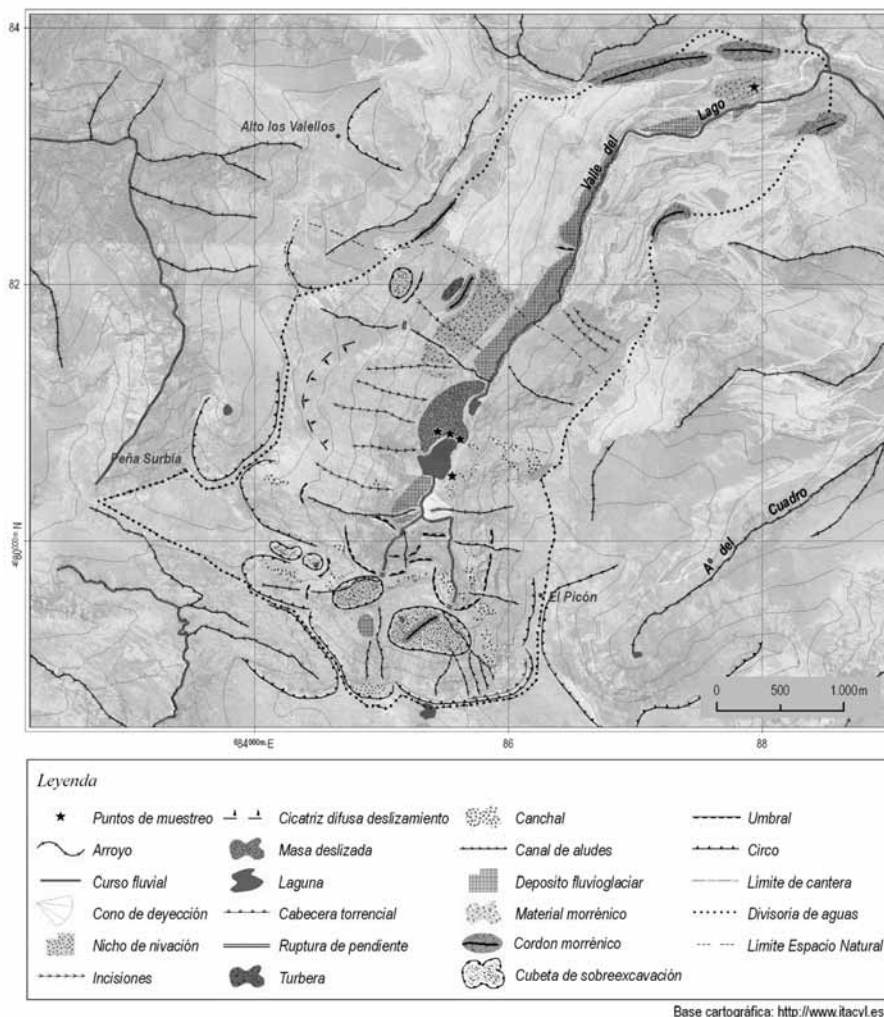 84
Alto los Valellos
Valle del Lago
82
Peña Surbia
⁴⁶80⁰⁰⁰ᵐ N
El Picón
Aº del Cuadro
0 500 1.000m
⁶84⁰⁰⁰ᵐ E
86
88
Leyenda
Puntos de muestreo
Cicatriz difusa deslizamiento
Canchal
Umbral
Arroyo
Masa deslizada
Canal de aludes
Circo
Curso fluvial
Laguna
Deposito fluvioglaciar
Lìmite de cantera
Cono de deyección
Cabecera torrencial
Material morrénico
Divisoria de aguas
Nicho de nivación
Ruptura de pendiente
Cordon morrénico
Límite Espacio Natural
Incisiones
Turbera
Cubeta de sobreexcavación
Base cartográfica: http://www.itacyl.es